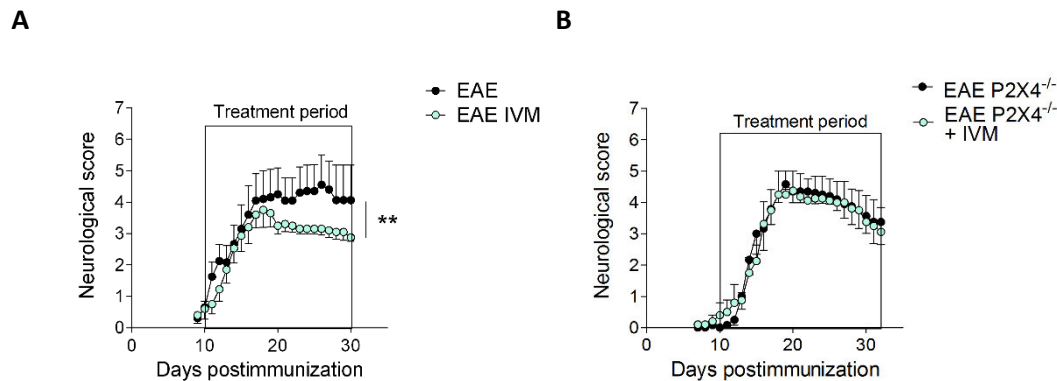 A
EAE
EAE IVM
Treatment period
Neurological score
7
6
5
4
3
2
1
0
**
0 10 20 30
Days postimmunization
B
EAE P2X4-/-
EAE P2X4-/-
+ IVM
Treatment period
Neurological score
7
6
5
4
3
2
1
0
0 10 20 30
Days postimmunization